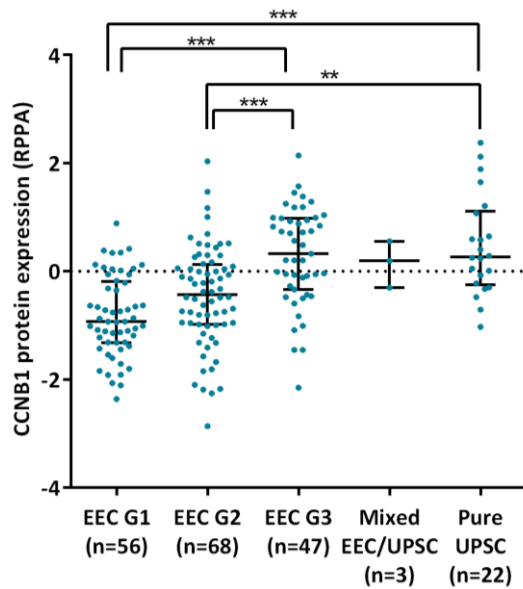 ***
***
**
***
CCNB1 protein expression (RPPA)
4
2
0
-2
-4
EEC G1
(n=56)
EEC G2
(n=68)
EEC G3
(n=47)
Mixed
EEC/UPSC
(n=3)
Pure
UPSC
(n=22)